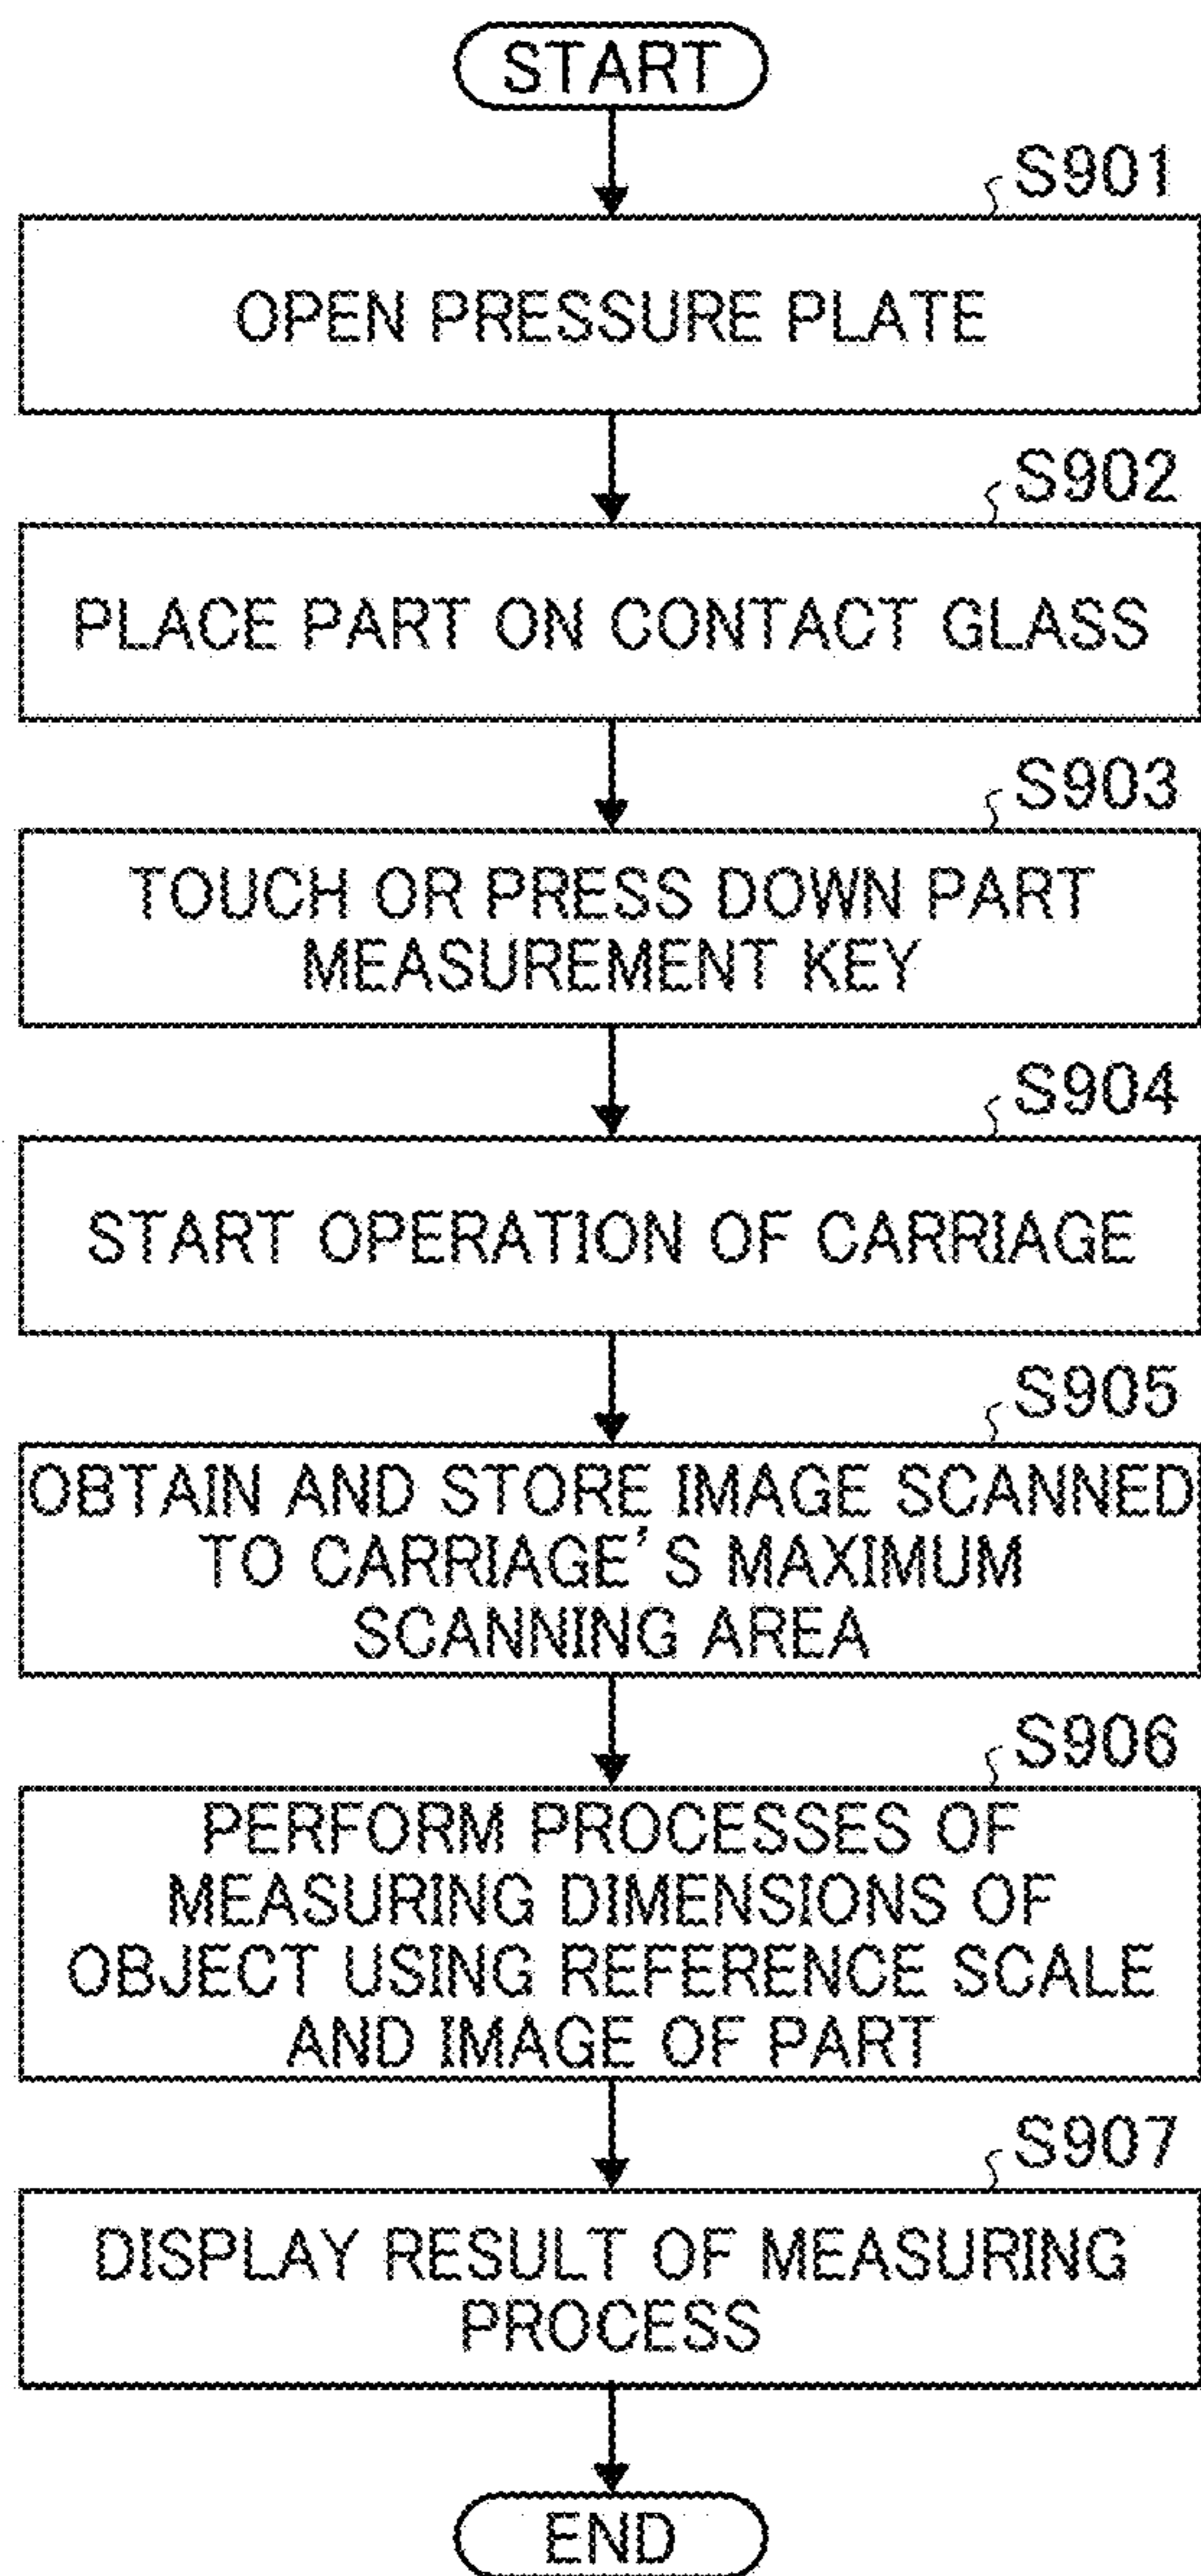 START
S901
OPEN PRESSURE PLATE
S902
PLACE PART ON CONTACT GLASS
S903
TOUCH OR PRESS DOWN PART
MEASUREMENT KEY
S904
START OPERATION OF CARRIAGE
S905
OBTAIN AND STORE IMAGE SCANNED
TO CARRIAGE'S MAXIMUM
SCANNING AREA
S906
PERFORM PROCESSES OF
MEASURING DIMENSIONS OF
OBJECT USING REFERENCE SCALE
AND IMAGE OF PART
S907
DISPLAY RESULT OF MEASURING
PROCESS
END